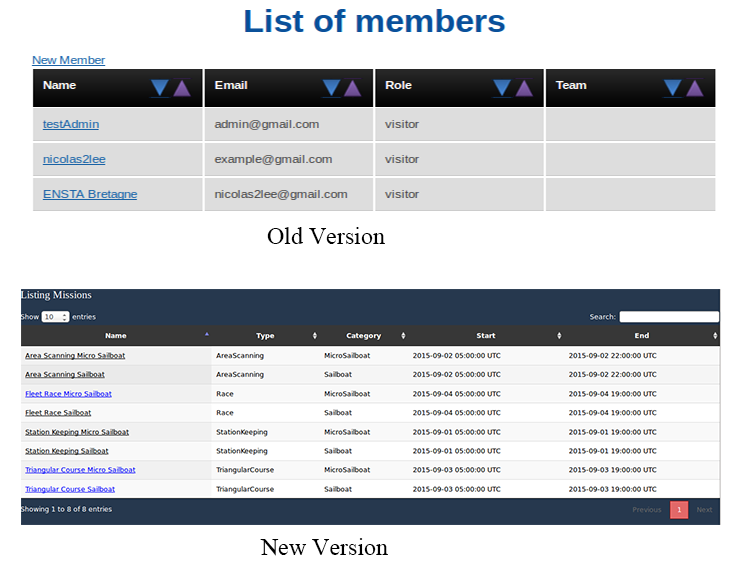 List of members
New Member
Name Email Role Team
testAdmin admin@gmail.com visitor
nicolas2lee example@gmail.com visitor
ENSTA Bretagne nicolas2lee@gmail.com visitor
Old Version
Listing Missions
Show 10 entries Search:
Name Type Category Start End
Area Scanning Micro Sailboat AreaScanning MicroSailboat 2015-09-02 05:00:00 UTC 2015-09-02 22:00:00 UTC
Area Scanning Sailboat AreaScanning Sailboat 2015-09-02 05:00:00 UTC 2015-09-02 22:00:00 UTC
Fleet Race Micro Sailboat Race MicroSailboat 2015-09-04 05:00:00 UTC 2015-09-04 19:00:00 UTC
Fleet Race Sailboat Race Sailboat 2015-09-04 05:00:00 UTC 2015-09-04 19:00:00 UTC
Station Keeping Micro Sailboat StationKeeping MicroSailboat 2015-09-01 05:00:00 UTC 2015-09-01 19:00:00 UTC
Station Keeping Sailboat StationKeeping Sailboat 2015-09-01 05:00:00 UTC 2015-09-01 19:00:00 UTC
Triangular Course Micro Sailboat TriangularCourse MicroSailboat 2015-09-03 05:00:00 UTC 2015-09-03 19:00:00 UTC
Triangular Course Sailboat TriangularCourse Sailboat 2015-09-03 05:00:00 UTC 2015-09-03 19:00:00 UTC
Showing 1 to 8 of 8 entries Previous 1 Next
New Version